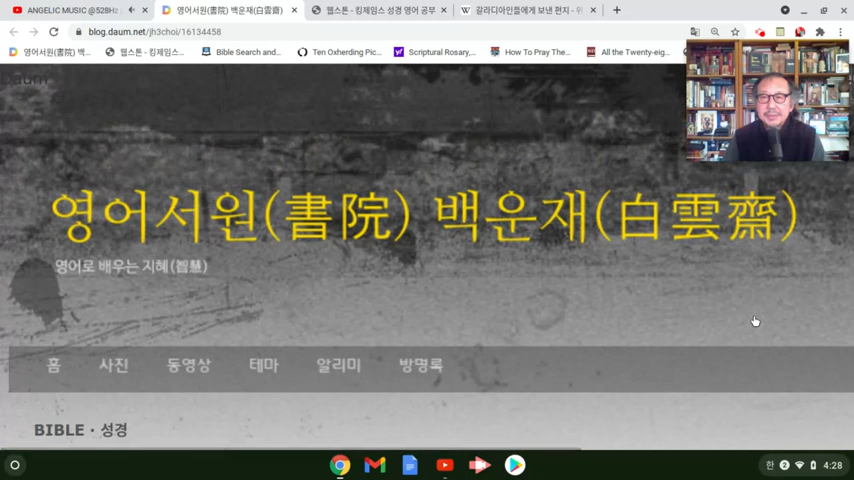 ANGELIC MUSIC @528Hz
영어서원(書院) 백운재(白雲齋)
웹스톤 - 킹제임스 성경 영어 공부
갈라디아인들에게 보낸 편지 - 위
blog.daum.net/jh3choi/16134458
영어서원(書院) 백...
웹스톤 - 킹제임스...
Bible Search and...
Ten Oxherding Pic...
Scriptural Rosary,...
How To Pray The...
All the Twenty-eig...
Daum
영어서원(書院) 백운재(白雲齋)
영어로 배우는 지혜(智慧)
홈 사진 동영상 테마 알리미 방명록
BIBLE · 성경
한 2 4:28